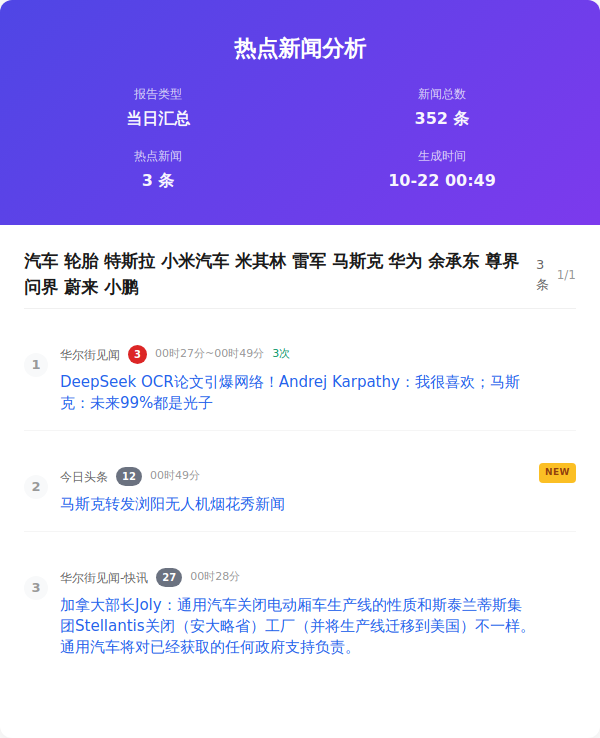 热点新闻分析
报告类型
新闻总数
当日汇总
352 条
热点新闻
生成时间
3 条
10-22 00:49
汽车 轮胎 特斯拉 小米汽车 米其林 雷军 马斯克 华为 余承东 尊界
问界 蔚来 小鹏
3
条
1/1
1
华尔街见闻 3 00时27分~00时49分 3次
DeepSeek OCR论文引爆网络！Andrej Karpathy：我很喜欢；马斯
克：未来99%都是光子
2
今日头条 12 00时49分
NEW
马斯克转发浏阳无人机烟花秀新闻
3
华尔街见闻-快讯 27 00时28分
加拿大部长Joly：通用汽车关闭电动厢车生产线的性质和斯泰兰蒂斯集
团Stellantis关闭（安大略省）工厂（并将生产线迁移到美国）不一样。
通用汽车将对已经获取的任何政府支持负责。